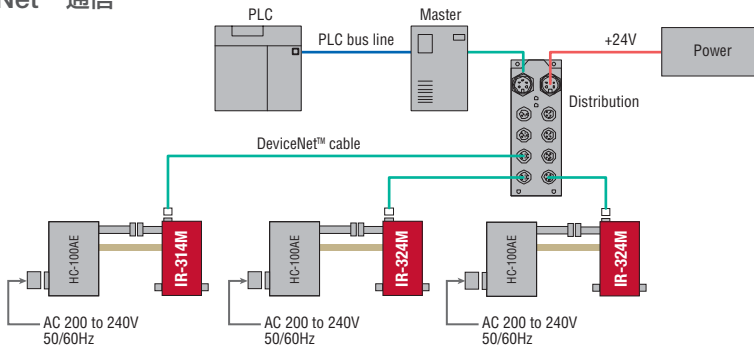 Net™ 通信
PLC
Master
PLC bus line
+24V
Power
Distribution
DeviceNet™ cable
HC-100AE
IR-314M
HC-100AE
IR-324M
HC-100AE
IR-324M
AC 200 to 240V
50/60Hz
AC 200 to 240V
50/60Hz
AC 200 to 240V
50/60Hz